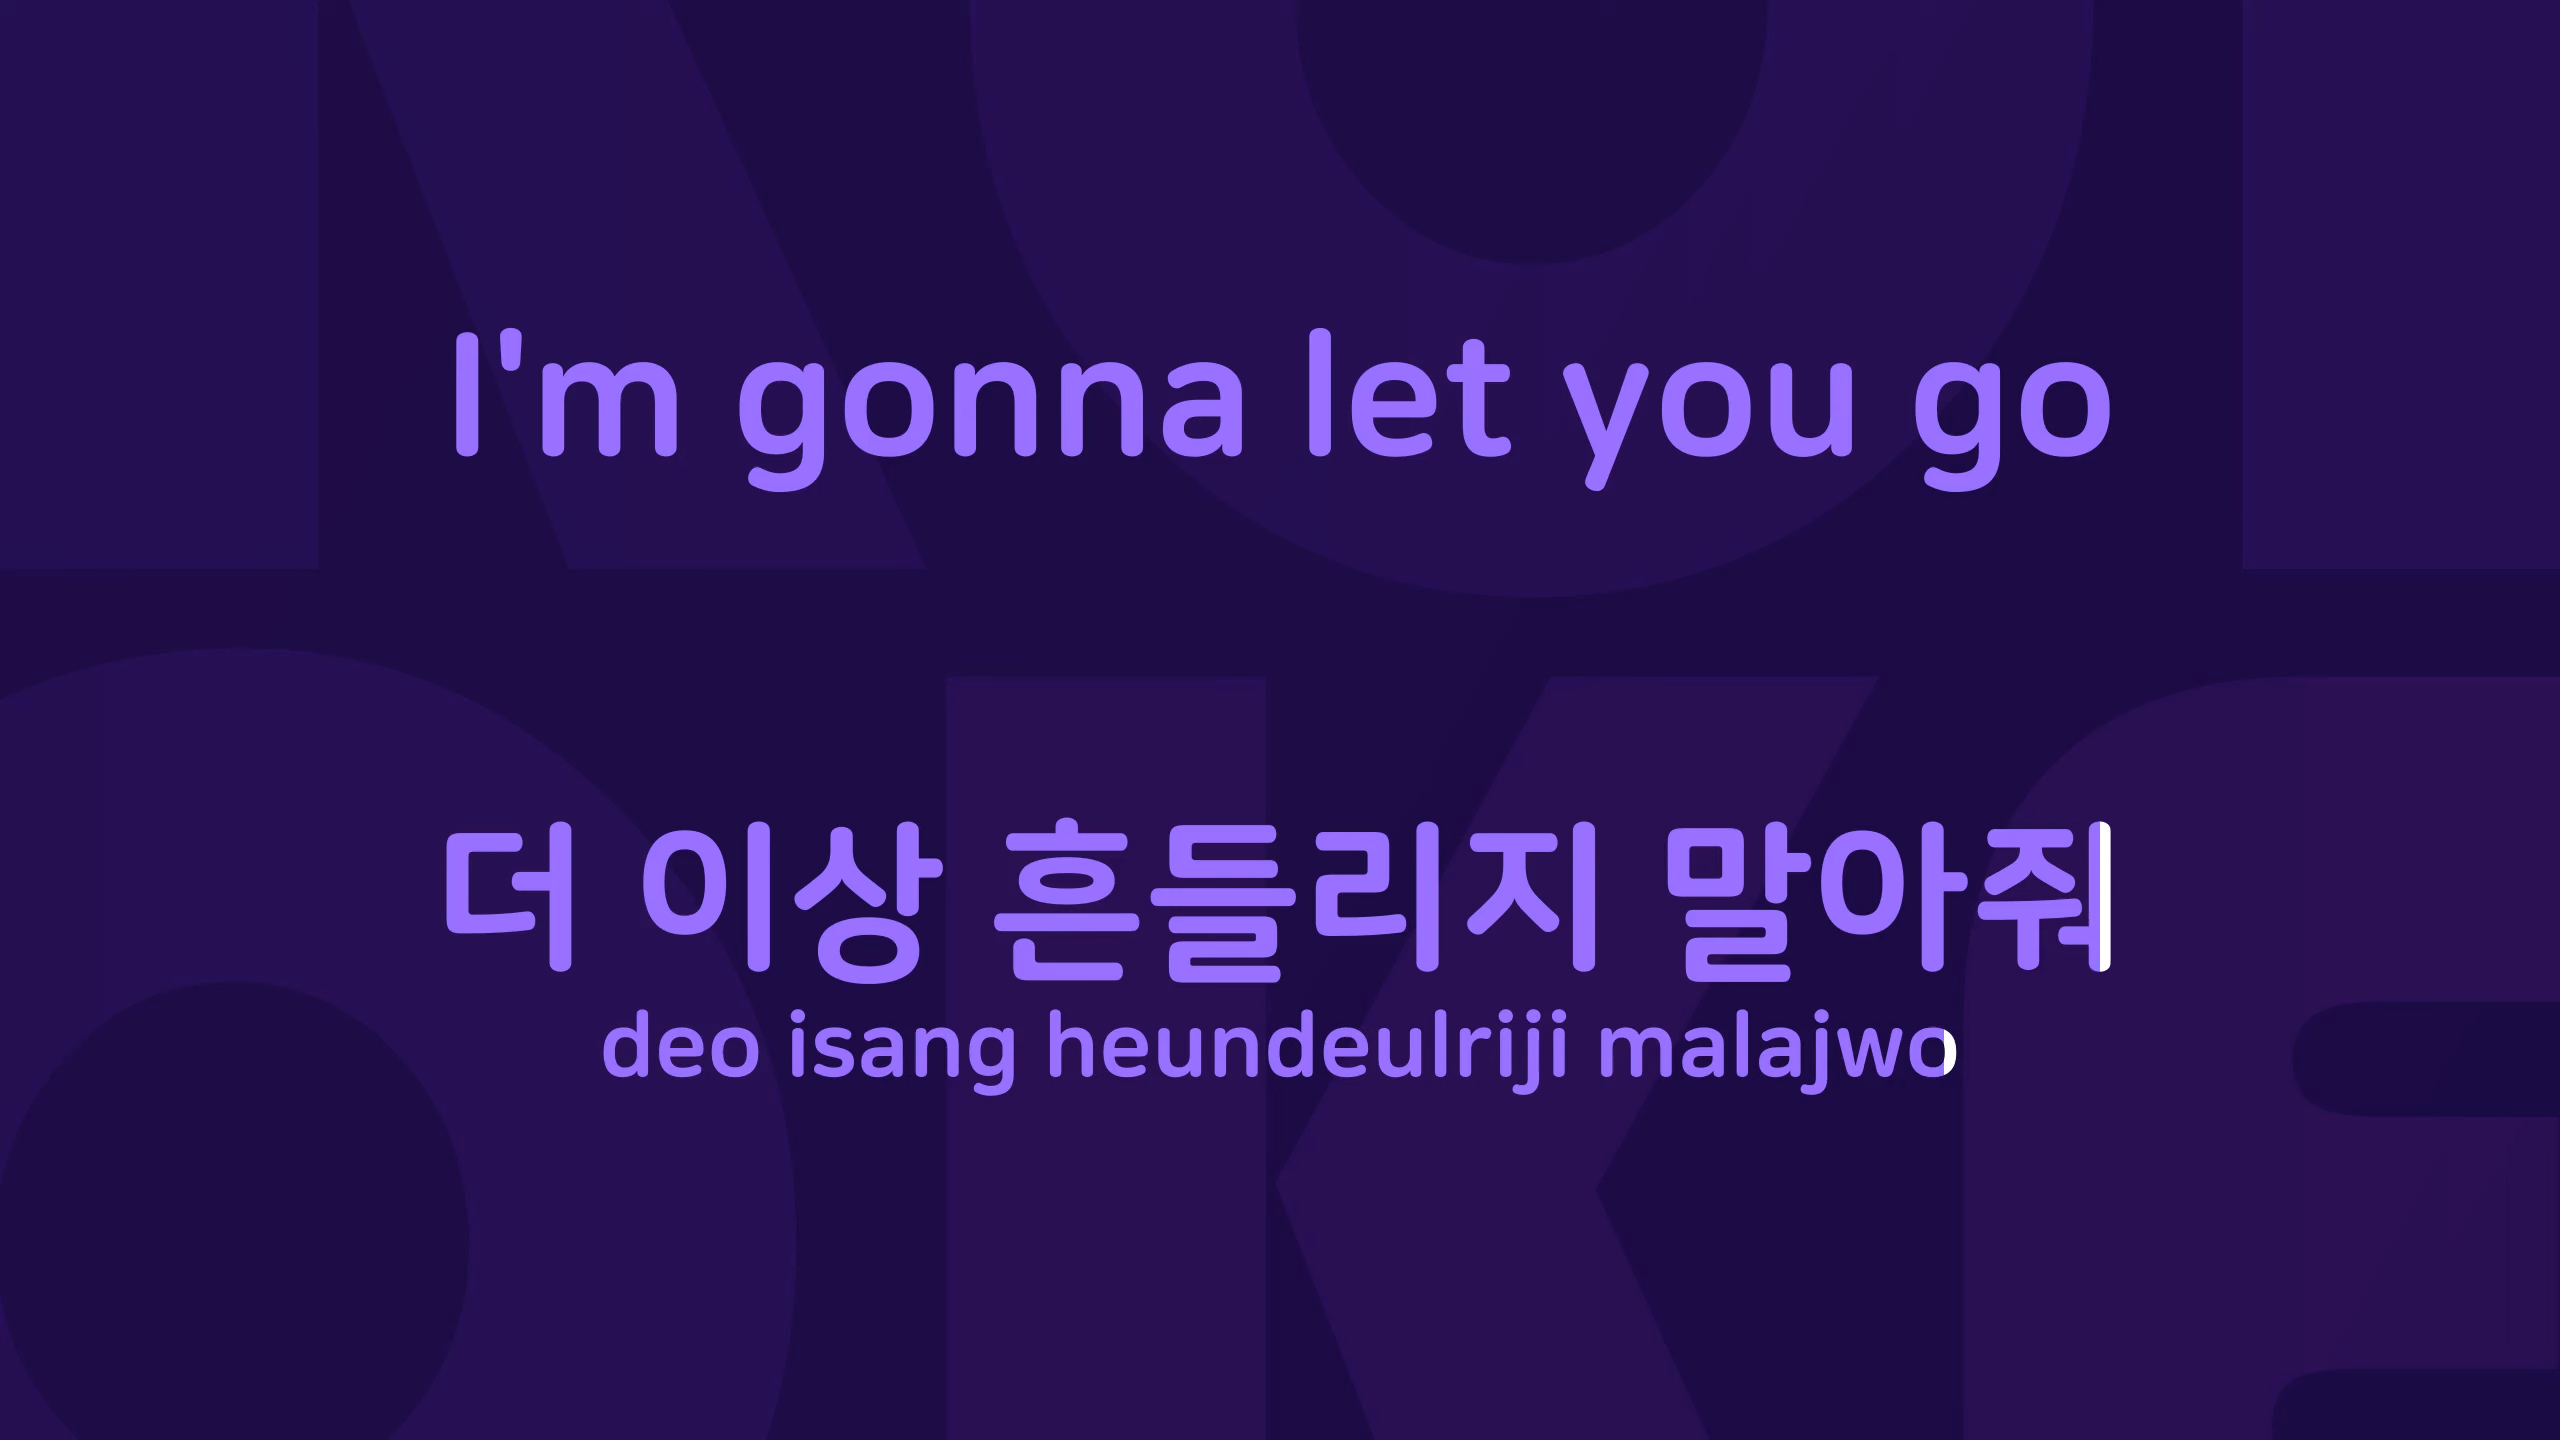 I'm gonna let you go
더 이상 흔들리지 말아줘
deo isang heundeulriji malajwo